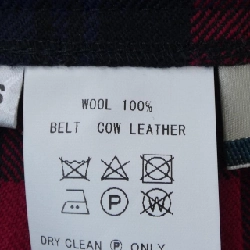 S
WOOL 100%
BELT COW LEATHER
P
DRY CLEAN P ONLY